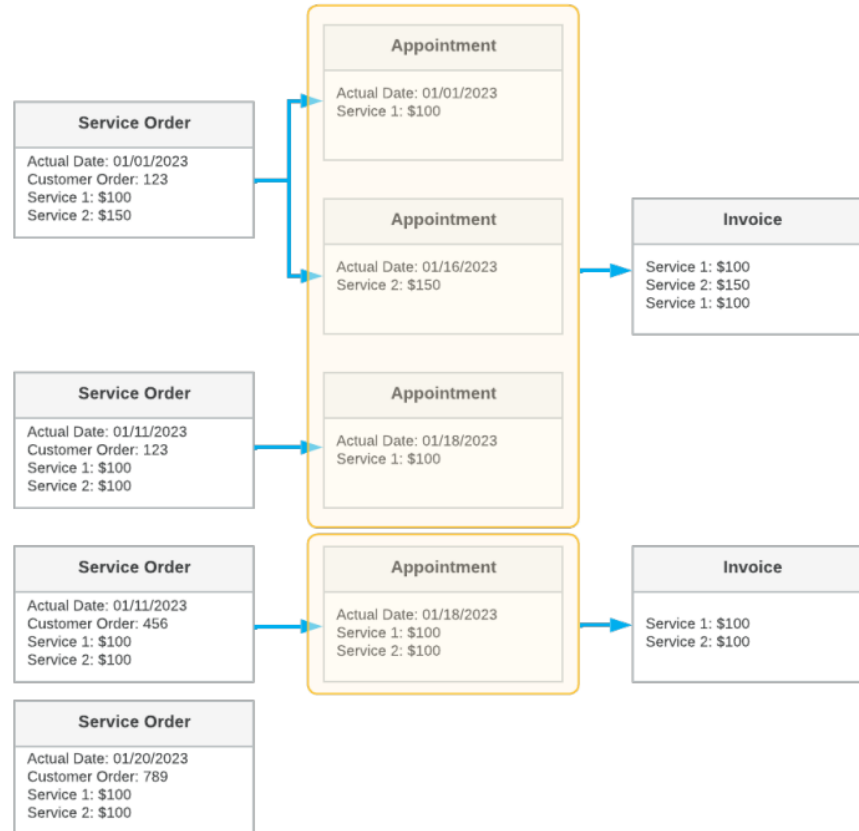 Appointment
Actual Date: 01/01/2023
Service 1: $100
Service Order
Actual Date: 01/01/2023
Customer Order: 123
Service 1: $100
Service 2: $150
Appointment
Actual Date: 01/16/2023
Service 2: $150
Invoice
Service 1: $100
Service 2: $150
Service 1: $100
Service Order
Actual Date: 01/11/2023
Customer Order: 123
Service 1: $100
Service 2: $100
Appointment
Actual Date: 01/18/2023
Service 1: $100
Service Order
Actual Date: 01/11/2023
Customer Order: 456
Service 1: $100
Service 2: $100
Appointment
Actual Date: 01/18/2023
Service 1: $100
Service 2: $100
Invoice
Service 1: $100
Service 2: $100
Service Order
Actual Date: 01/20/2023
Customer Order: 789
Service 1: $100
Service 2: $100